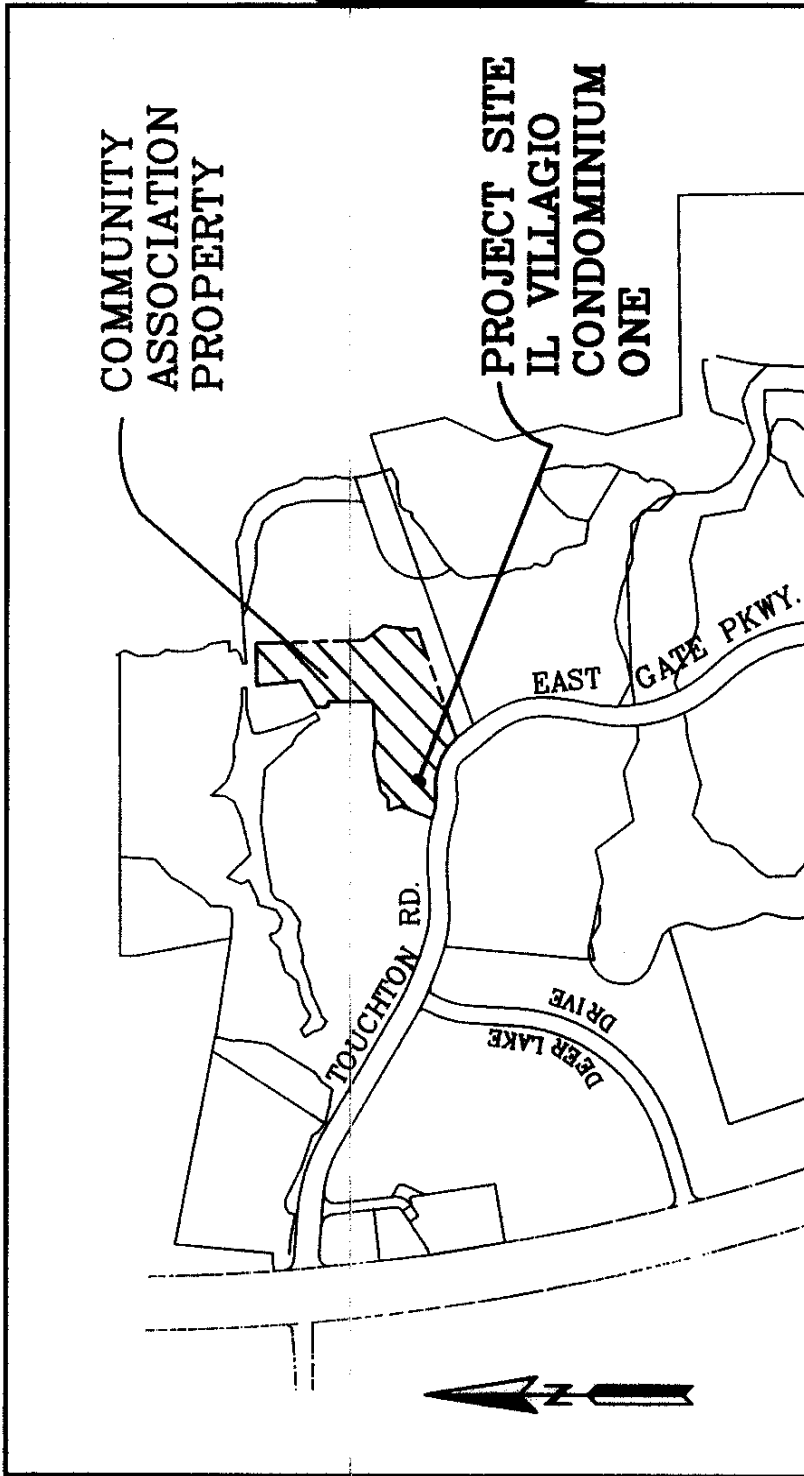 COMMUNITY
ASSOCIATION
PROPERTY
PROJECT SITE
IL VILLAGIO
CONDOMINIUM
ONE
EAST GATE PKWY.
TOUCHTON RD.
DEER LAKE
DRIVE
N